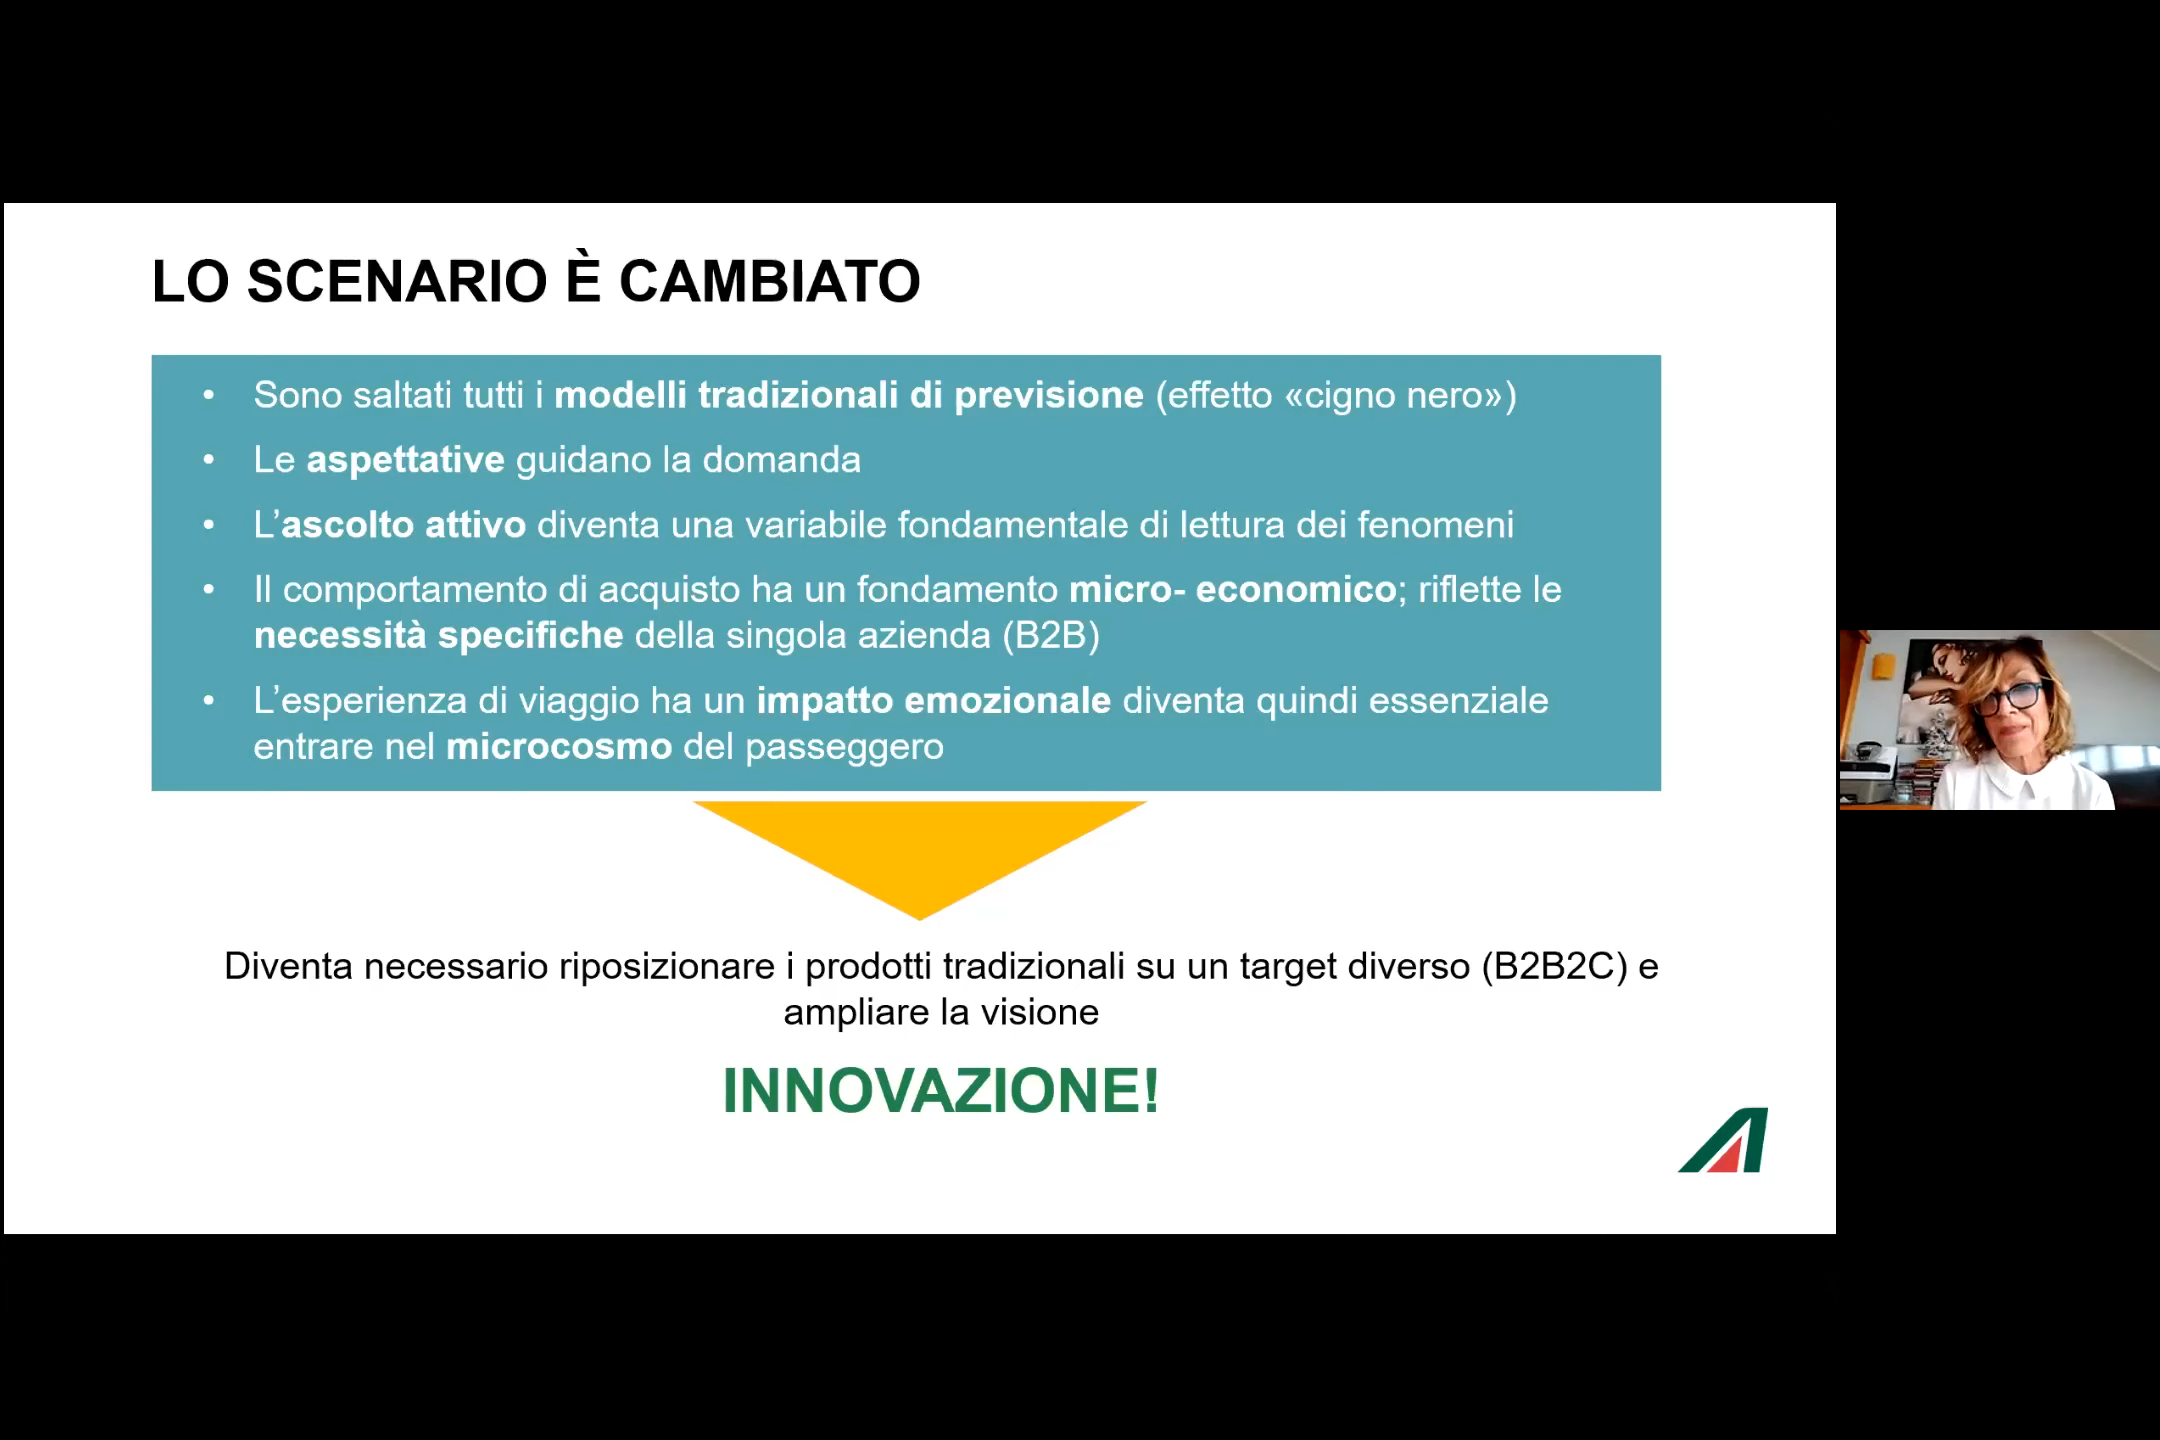 LO SCENARIO È CAMBIATO
• Sono saltati tutti i modelli tradizionali di previsione (effetto «cigno nero»)
• Le aspettative guidano la domanda
• L’ascolto attivo diventa una variabile fondamentale di lettura dei fenomeni
• Il comportamento di acquisto ha un fondamento micro- economico; riflette le
necessità specifiche della singola azienda (B2B)
• L’esperienza di viaggio ha un impatto emozionale diventa quindi essenziale
entrare nel microcosmo del passeggero
Diventa necessario riposizionare i prodotti tradizionali su un target diverso (B2B2C) e
ampliare la visione
INNOVAZIONE!